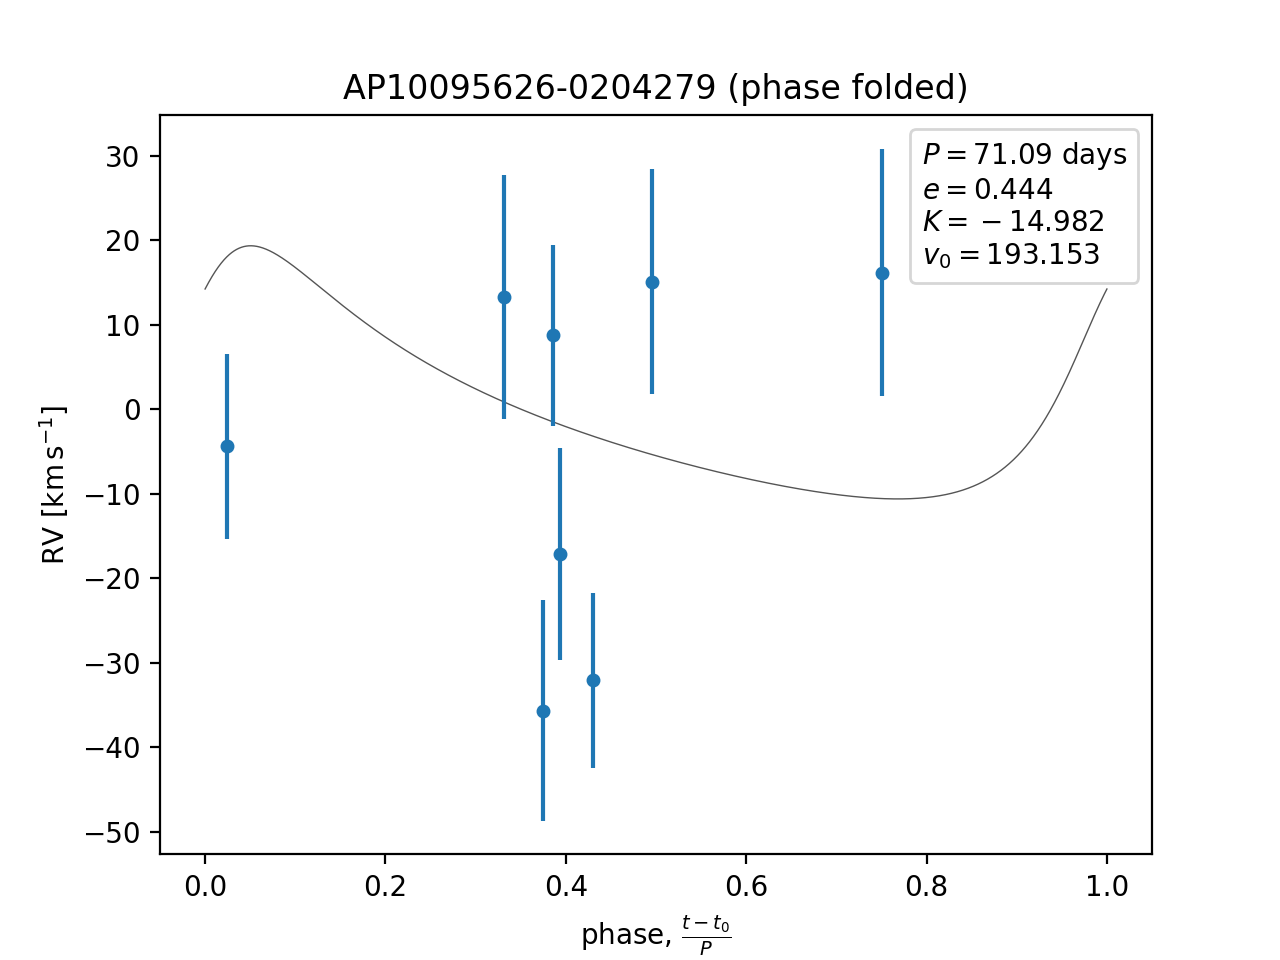 AP10095626-0204279 (phase folded)
P = 71.09 days
e = 0.444
K = −14.982
v₀ = 193.153
RV [km s⁻¹]
30
20
10
0
−10
−20
−30
−40
−50
0.0 0.2 0.4 0.6 0.8 1.0
phase, (t − t₀)/P